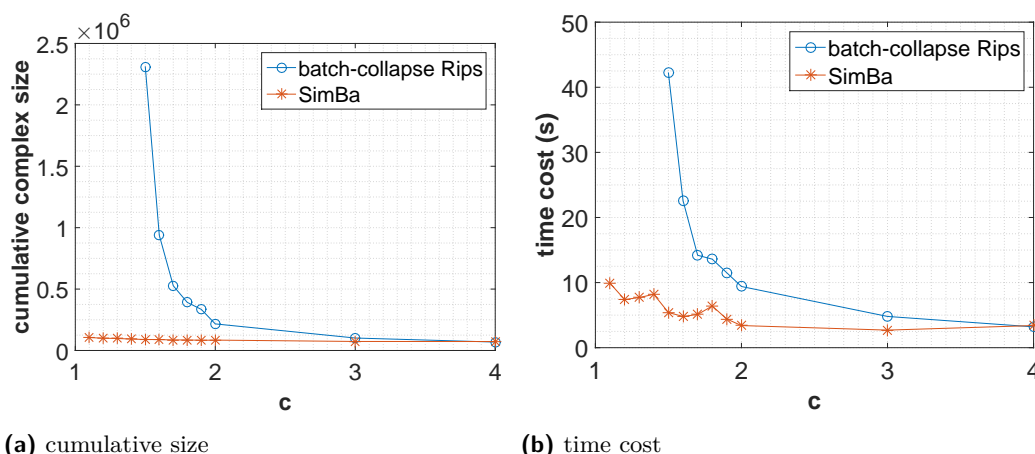 ×10⁶
2.5
2
1.5
1
0.5
0
cumulative complex size
batch-collapse Rips
SimBa
1 2 3 4
c
(a) cumulative size
50
40
30
20
10
0
time cost (s)
batch-collapse Rips
SimBa
1 2 3 4
c
(b) time cost